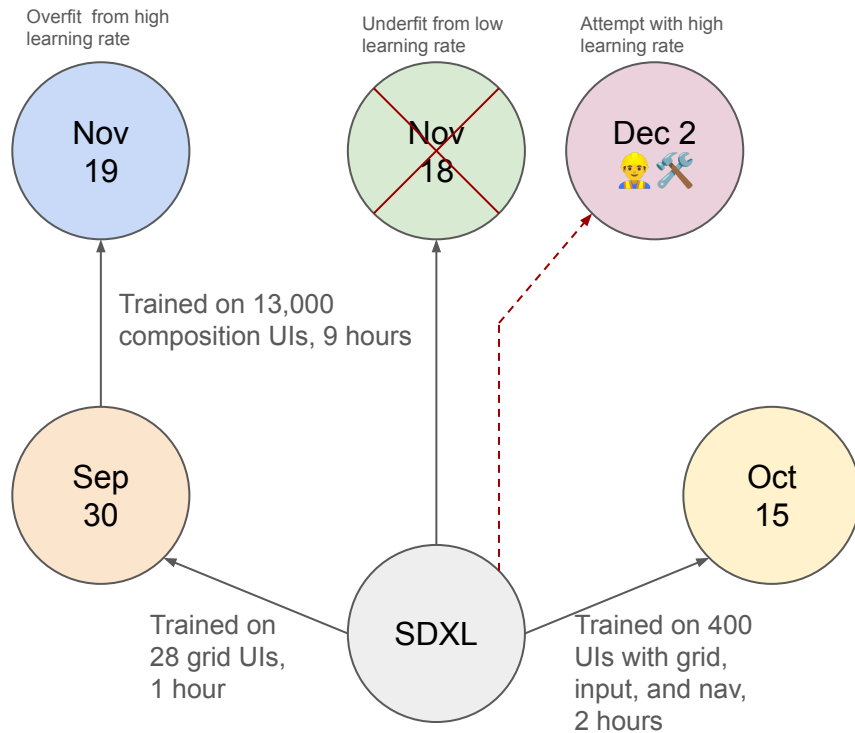 Overfit from high
learning rate
Underfit from low
learning rate
Attempt with high
learning rate
Nov
19
Nov
18
Dec 2
👷🛠️
Trained on 13,000
composition UIs, 9 hours
Sep
30
Oct
15
SDXL
Trained on
28 grid UIs,
1 hour
Trained on 400
UIs with grid,
input, and nav,
2 hours